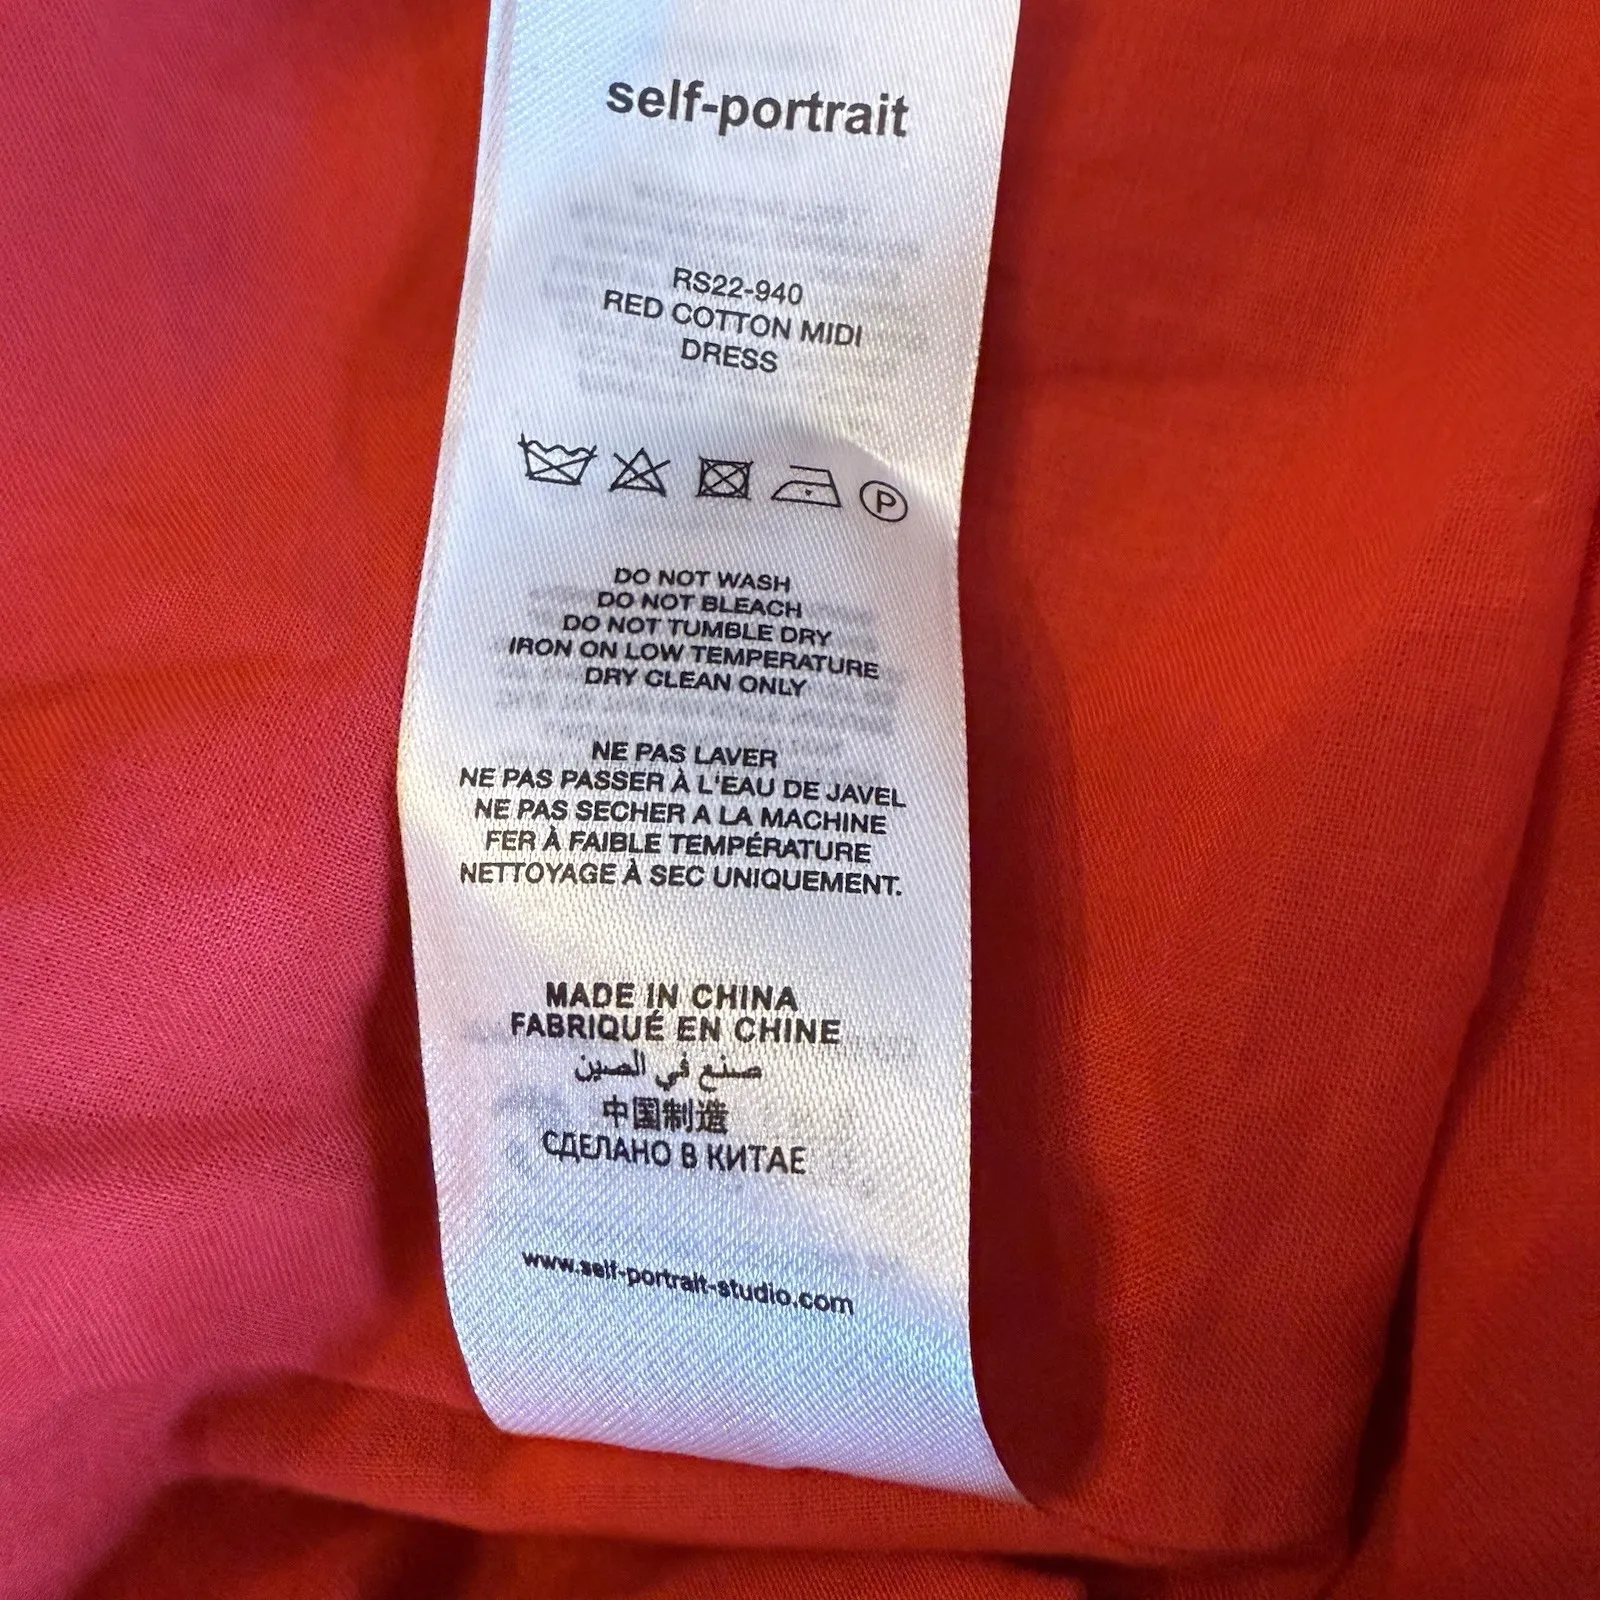 self-portrait
RS22-940
RED COTTON MIDI
DRESS
P
DO NOT WASH
DO NOT BLEACH
DO NOT TUMBLE DRY
IRON ON LOW TEMPERATURE
DRY CLEAN ONLY
NE PAS LAVER
NE PAS PASSER À L'EAU DE JAVEL
NE PAS SECHER A LA MACHINE
FER À FAIBLE TEMPÉRATURE
NETTOYAGE À SEC UNIQUEMENT.
MADE IN CHINA
FABRIQUÉ EN CHINE
صنع في الصين
中国制造
СДЕЛАНО В КИТАЕ
www.self-portrait-studio.com